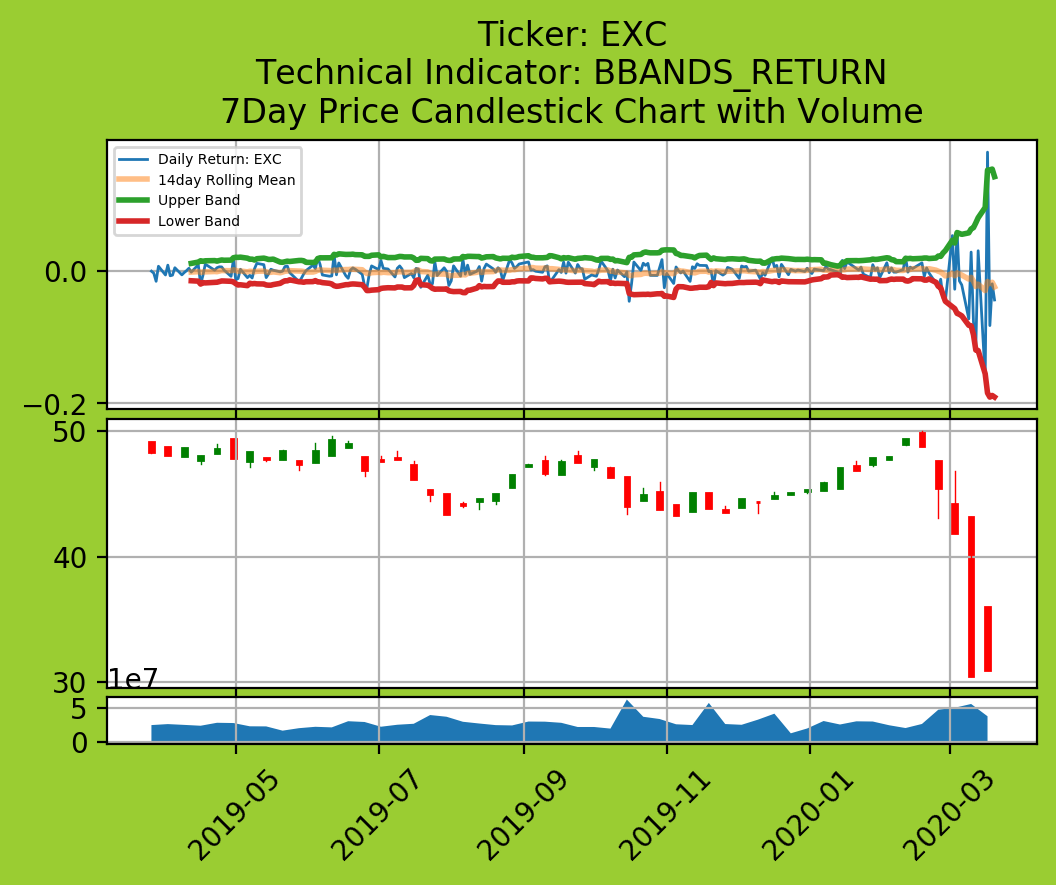 Ticker: EXC
Technical Indicator: BBANDS_RETURN
7Day Price Candlestick Chart with Volume
Daily Return: EXC
14day Rolling Mean
Upper Band
Lower Band
0.0
−0.2
50
40
30
1e7
5
0
2019-05
2019-07
2019-09
2019-11
2020-01
2020-03